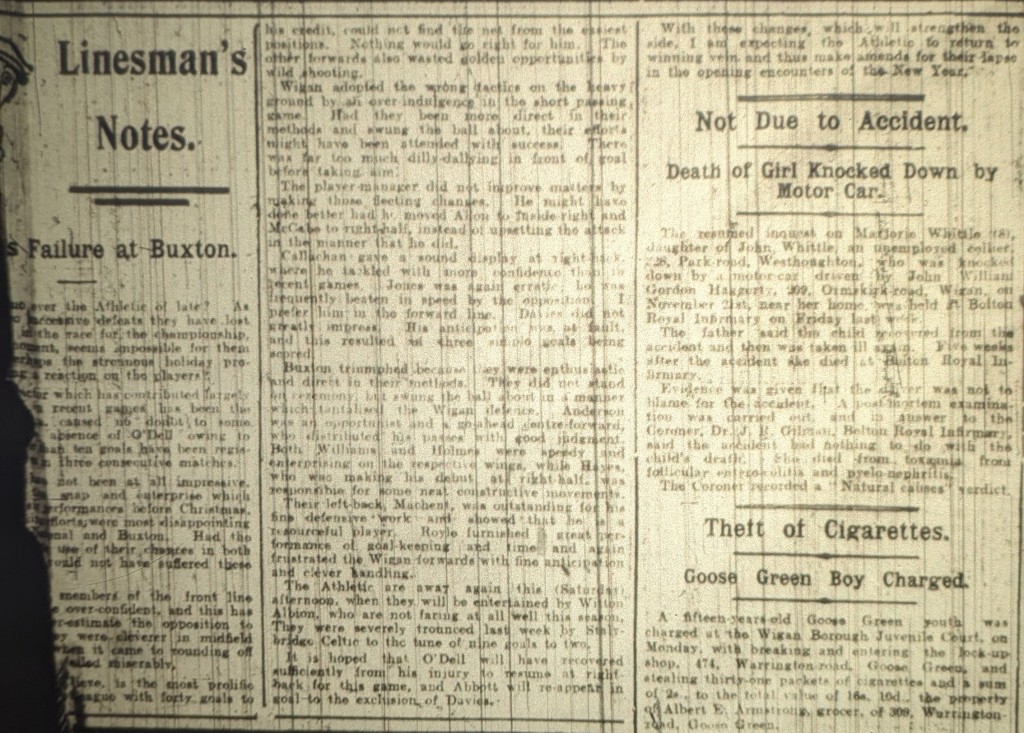 Linesman's
Notes.
s Failure at Buxton.
ever the Athletic of late? As
successive defeats they have lost
in the race for the championship,
seems impossible for them
the strenuous holiday pro-
a reaction on the players?
which has contributed largely
recent games has been the
caused no doubt to some
absence of O'Dell owing to
than ten goals have been regis-
in three consecutive matches.
not been at all impressive.
snap and enterprise which
performances before Christmas.
efforts were most disappointing
and Buxton. Had the
use of their chances in both
would not have suffered these
members of the front line
over-confident, and this has
er-estimate the opposition to
they were cleverer in midfield
when it came to rounding off
failed miserably.
is the most prolific
league with forty goals to
his credit, could not find the net from the easiest
positions. Nothing would go right for him. The
other forwards also wasted golden opportunities by
wild shooting.
Wigan adopted the wrong tactics on the heavy
ground by an over-indulgence in the short passing
game. Had they been more direct in their
methods and swung the ball about, their efforts
might have been attended with success. There
was far too much dilly-dallying in front of goal
before taking aim.
The player-manager did not improve matters by
making those fleeting changes. He might have
done better had he moved Alton to inside-right and
McCabe to right-half, instead of upsetting the attack
in the manner that he did.
Callaghan gave a sound display at right-back,
where he tackled with more confidence than in
recent games. Jones was again erratic; he was
frequently beaten in speed by the opposition. I
prefer him in the forward line. Davies did not
greatly impress. His anticipation was at fault,
and this resulted in three simple goals being
scored.
Buxton triumphed because they were enthusiastic
and direct in their methods. They did not stand
on ceremony, but swung the ball about in a manner
which tantalised the Wigan defence. Anderson
was an opportunist and a go-ahead centre-forward,
who distributed his passes with good judgment.
Both Williams and Holmes were speedy and
enterprising on the respective wings, while Hayes,
who was making his debut at right-half, was
responsible for some neat constructive movements.
Their left-back, Machent, was outstanding for his
fine defensive work and showed that he is a
resourceful player. Royle furnished a great per-
formance of goal-keeping and time and again
frustrated the Wigan forwards with fine anticipation
and clever handling.
The Athletic are away again this (Saturday)
afternoon, when they will be entertained by Witton
Albion, who are not faring at all well this season.
They were severely trounced last week by Staly-
bridge Celtic to the tune of nine goals to two.
It is hoped that O'Dell will have recovered
sufficiently from his injury to resume at right-
back for this game, and Abbott will re-appear in
goal to the exclusion of Davies.
With these changes, which will strengthen the
side, I am expecting the Athletic to return to
winning vein and thus make amends for their lapse
in the opening encounters of the New Year.
Not Due to Accident.
Death of Girl Knocked Down by
Motor Car.
The resumed inquest on Marjorie Whittle (8),
daughter of John Whittle, an unemployed collier,
28, Park-road, Westhoughton, who was knocked
down by a motor-car driven by John William
Gordon Haggerty, 209, Ormskirk-road, Wigan, on
November 21st, near her home, was held at Bolton
Royal Infirmary on Friday last week.
The father said the child recovered from the
accident and then was taken ill again. Five weeks
after the accident she died at Bolton Royal In-
firmary.
Evidence was given that the driver was not to
blame for the accident. A post-mortem examina-
tion was carried out, and in answer to the
Coroner, Dr. J. R. Gilman, Bolton Royal Infirmary,
said the accident had nothing to do with the
child's death. She died from toxæmia from
follicular entero-colitis and pyelo-nephritis.
The Coroner recorded a "Natural causes" verdict.
Theft of Cigarettes.
Goose Green Boy Charged.
A fifteen-years-old Goose Green youth was
charged at the Wigan Borough Juvenile Court, on
Monday, with breaking and entering the lock-up
shop, 474, Warrington-road, Goose Green, and
stealing thirty-one packets of cigarettes and a sum
of 2s., to the total value of 16s. 10d., the property
of Albert E. Armstrong, grocer, of 309, Warrington-
road, Goose Green.